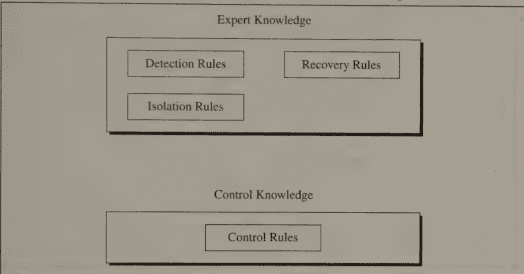 Expert Knowledge
Detection Rules
Recovery Rules
Isolation Rules
Control Knowledge
Control Rules